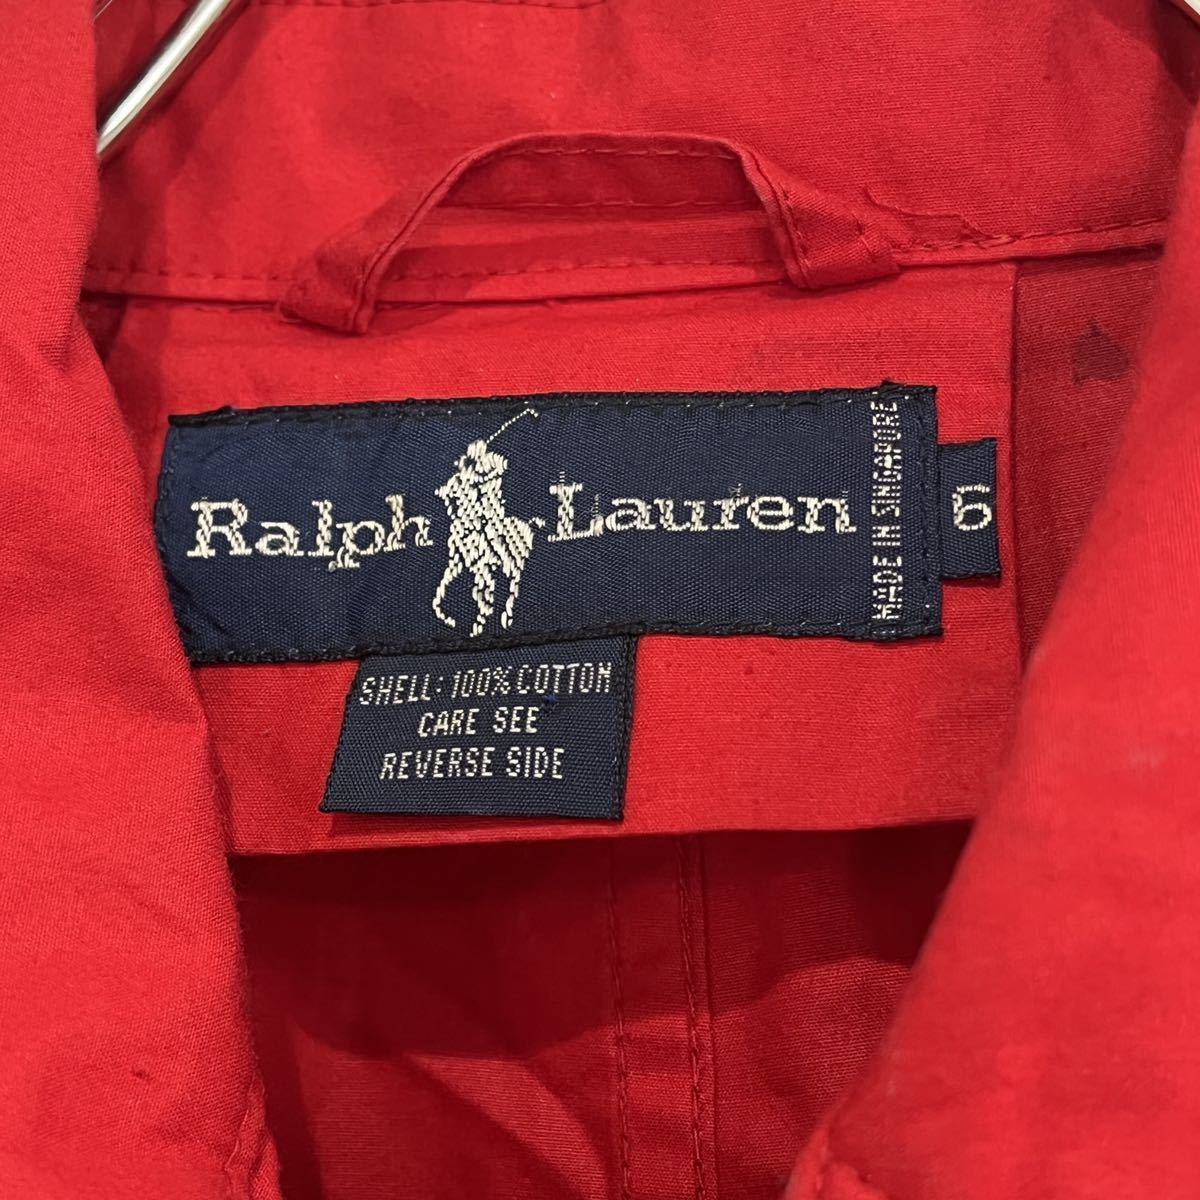 Ralph Lauren
MADE IN SINGAPORE
6
SHELL: 100% COTTON
CARE SEE
REVERSE SIDE